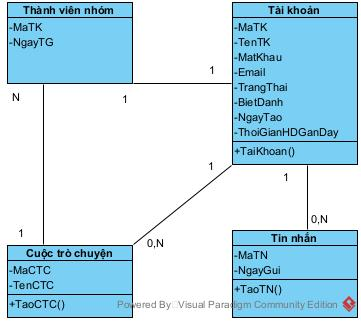 Thành viên nhóm
-MaTK
-NgayTG
Tài khoản
-MaTK
-TenTK
-MatKhau
-Email
-TrangThai
-BietDanh
-NgayTao
-ThoiGianHDGanDay
+TaiKhoan()
N
1
1
1
1
1
0,N
0,N
Cuộc trò chuyện
-MaCTC
-TenCTC
+TaoCTC()
Tin nhắn
-MaTN
-NgayGui
+TaoTN()
Powered By Visual Paradigm Community Edition